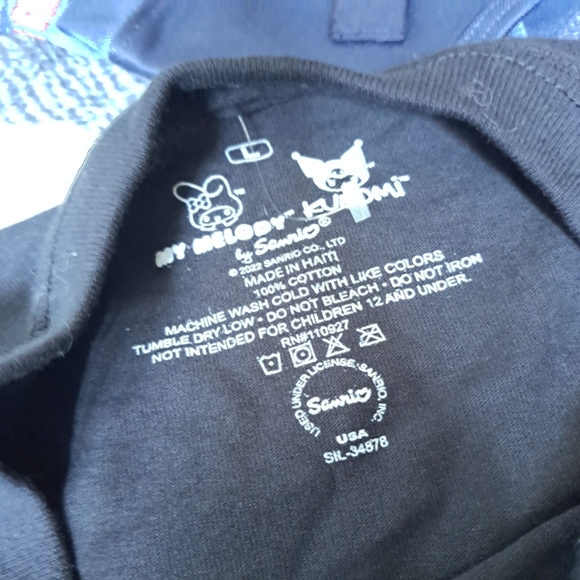 L
MY MELODY™ KUROMI™
by Sanrio®
© 2022 SANRIO CO., LTD
MADE IN HAITI
100% COTTON
MACHINE WASH COLD WITH LIKE COLORS
TUMBLE DRY LOW • DO NOT BLEACH • DO NOT IRON
NOT INTENDED FOR CHILDREN 12 AND UNDER.
RN#110927
USED UNDER LICENSE·SANRIO, INC.
Sanrio
USA
SIL-34878